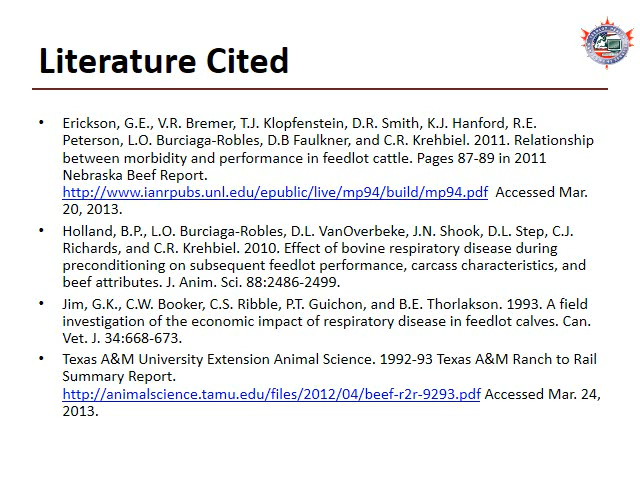 Literature Cited
• Erickson, G.E., V.R. Bremer, T.J. Klopfenstein, D.R. Smith, K.J. Hanford, R.E.
Peterson, L.O. Burciaga-Robles, D.B Faulkner, and C.R. Krehbiel. 2011. Relationship
between morbidity and performance in feedlot cattle. Pages 87-89 in 2011
Nebraska Beef Report.
http://www.ianrpubs.unl.edu/epublic/live/mp94/build/mp94.pdf Accessed Mar.
20, 2013.
• Holland, B.P., L.O. Burciaga-Robles, D.L. VanOverbeke, J.N. Shook, D.L. Step, C.J.
Richards, and C.R. Krehbiel. 2010. Effect of bovine respiratory disease during
preconditioning on subsequent feedlot performance, carcass characteristics, and
beef attributes. J. Anim. Sci. 88:2486-2499.
• Jim, G.K., C.W. Booker, C.S. Ribble, P.T. Guichon, and B.E. Thorlakson. 1993. A field
investigation of the economic impact of respiratory disease in feedlot calves. Can.
Vet. J. 34:668-673.
• Texas A&M University Extension Animal Science. 1992-93 Texas A&M Ranch to Rail
Summary Report.
http://animalscience.tamu.edu/files/2012/04/beef-r2r-9293.pdf Accessed Mar. 24,
2013.